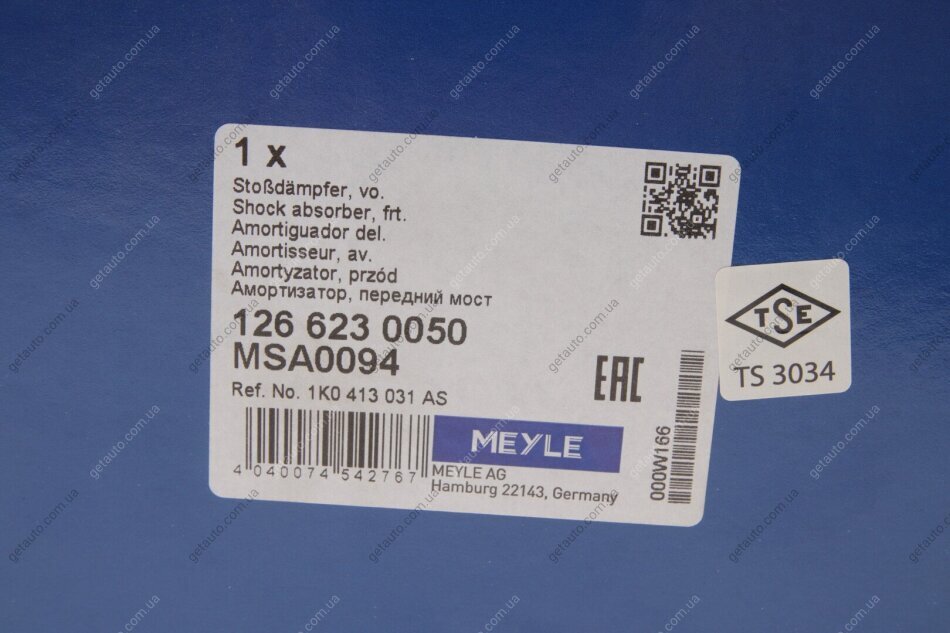 1 x
Stoßdämpfer, vo.
Shock absorber, frt.
Amortiguador del.
Amortisseur, av.
Amortyzator, przód
Амортизатор, передний мост
126 623 0050
MSA0094
Ref. No. 1K0 413 031 AS
EAC
4 040074 542767
MEYLE
MEYLE AG
Hamburg 22143, Germany
000W166
TSE
TS 3034
getauto.com.ua